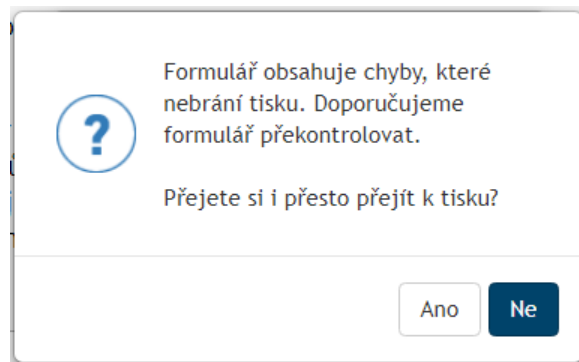 Formulář obsahuje chyby, které
nebrání tisku. Doporučujeme
formulář překontrolovat.
Přejete si i přesto přejít k tisku?
Ano
Ne